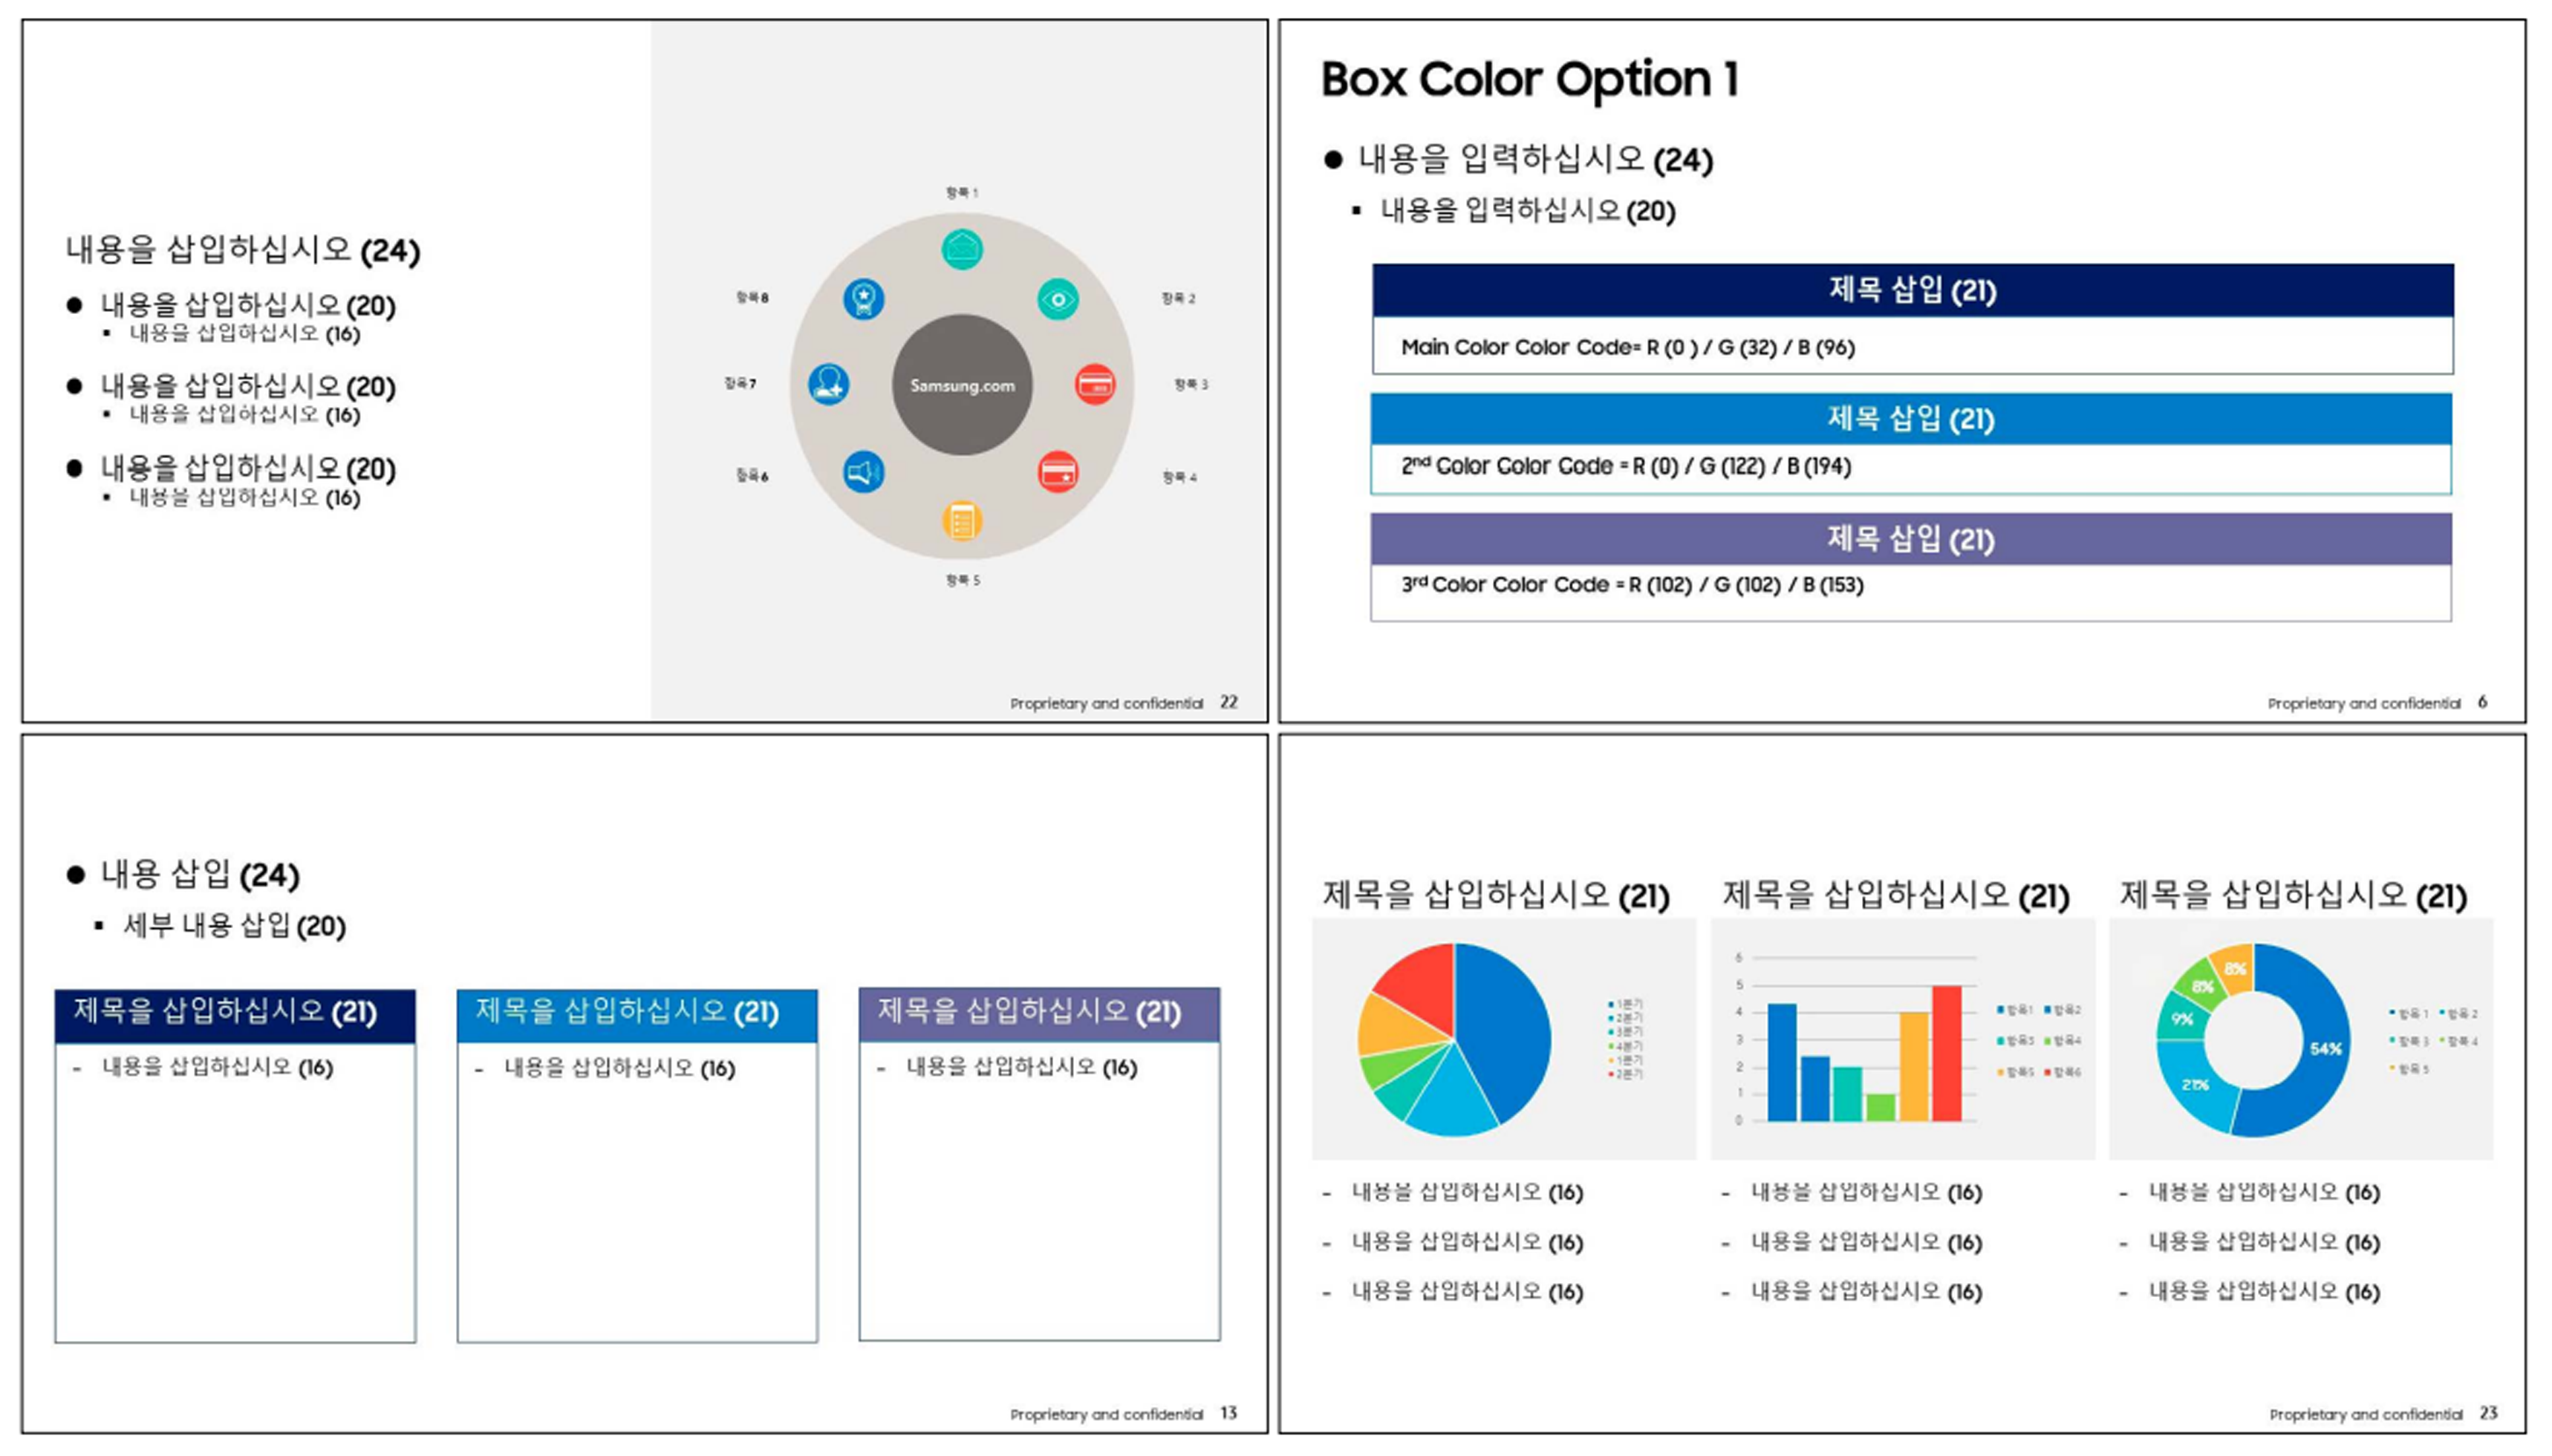 내용을 삽입하십시오 (24)
● 내용을 삽입하십시오 (20)
▪ 내용을 삽입하십시오 (16)
● 내용을 삽입하십시오 (20)
▪ 내용을 삽입하십시오 (16)
● 내용을 삽입하십시오 (20)
▪ 내용을 삽입하십시오 (16)
항목 1
항목8
항목 2
항목7
Samsung.com
항목 3
항목6
항목 4
항목 5
Proprietary and confidential 22
Box Color Option 1
● 내용을 입력하십시오 (24)
▪ 내용을 입력하십시오 (20)
제목 삽입 (21)
Main Color Color Code= R (0 ) / G (32) / B (96)
제목 삽입 (21)
2nd Color Color Code = R (0) / G (122) / B (194)
제목 삽입 (21)
3rd Color Color Code = R (102) / G (102) / B (153)
Proprietary and confidential 6
● 내용 삽입 (24)
▪ 세부 내용 삽입 (20)
제목을 삽입하십시오 (21)
- 내용을 삽입하십시오 (16)
제목을 삽입하십시오 (21)
- 내용을 삽입하십시오 (16)
제목을 삽입하십시오 (21)
- 내용을 삽입하십시오 (16)
Proprietary and confidential 13
제목을 삽입하십시오 (21)
1분기
2분기
3분기
4분기
1분기
2분기
- 내용을 삽입하십시오 (16)
- 내용을 삽입하십시오 (16)
- 내용을 삽입하십시오 (16)
제목을 삽입하십시오 (21)
6
5
4
3
2
1
0
항목1 항목2
항목3 항목4
항목5 항목6
- 내용을 삽입하십시오 (16)
- 내용을 삽입하십시오 (16)
- 내용을 삽입하십시오 (16)
제목을 삽입하십시오 (21)
8%
8%
9%
54%
21%
항목 1 항목 2
항목 3 항목 4
항목 5
- 내용을 삽입하십시오 (16)
- 내용을 삽입하십시오 (16)
- 내용을 삽입하십시오 (16)
Proprietary and confidential 23